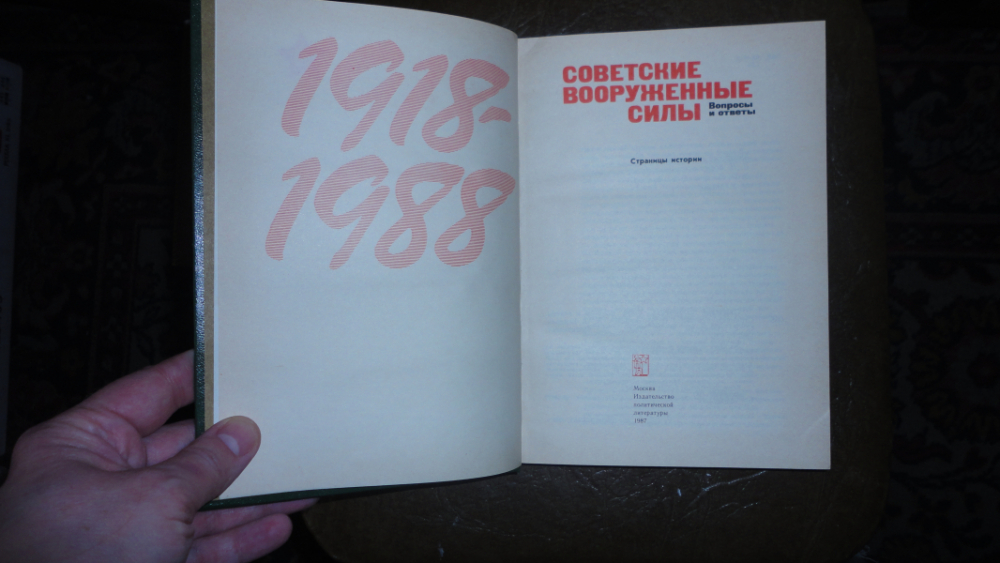 1918-
1988
СОВЕТСКИЕ
ВООРУЖЕННЫЕ
СИЛЫ
Вопросы
и ответы
Страницы истории
Москва
Издательство
политической
литературы
1987